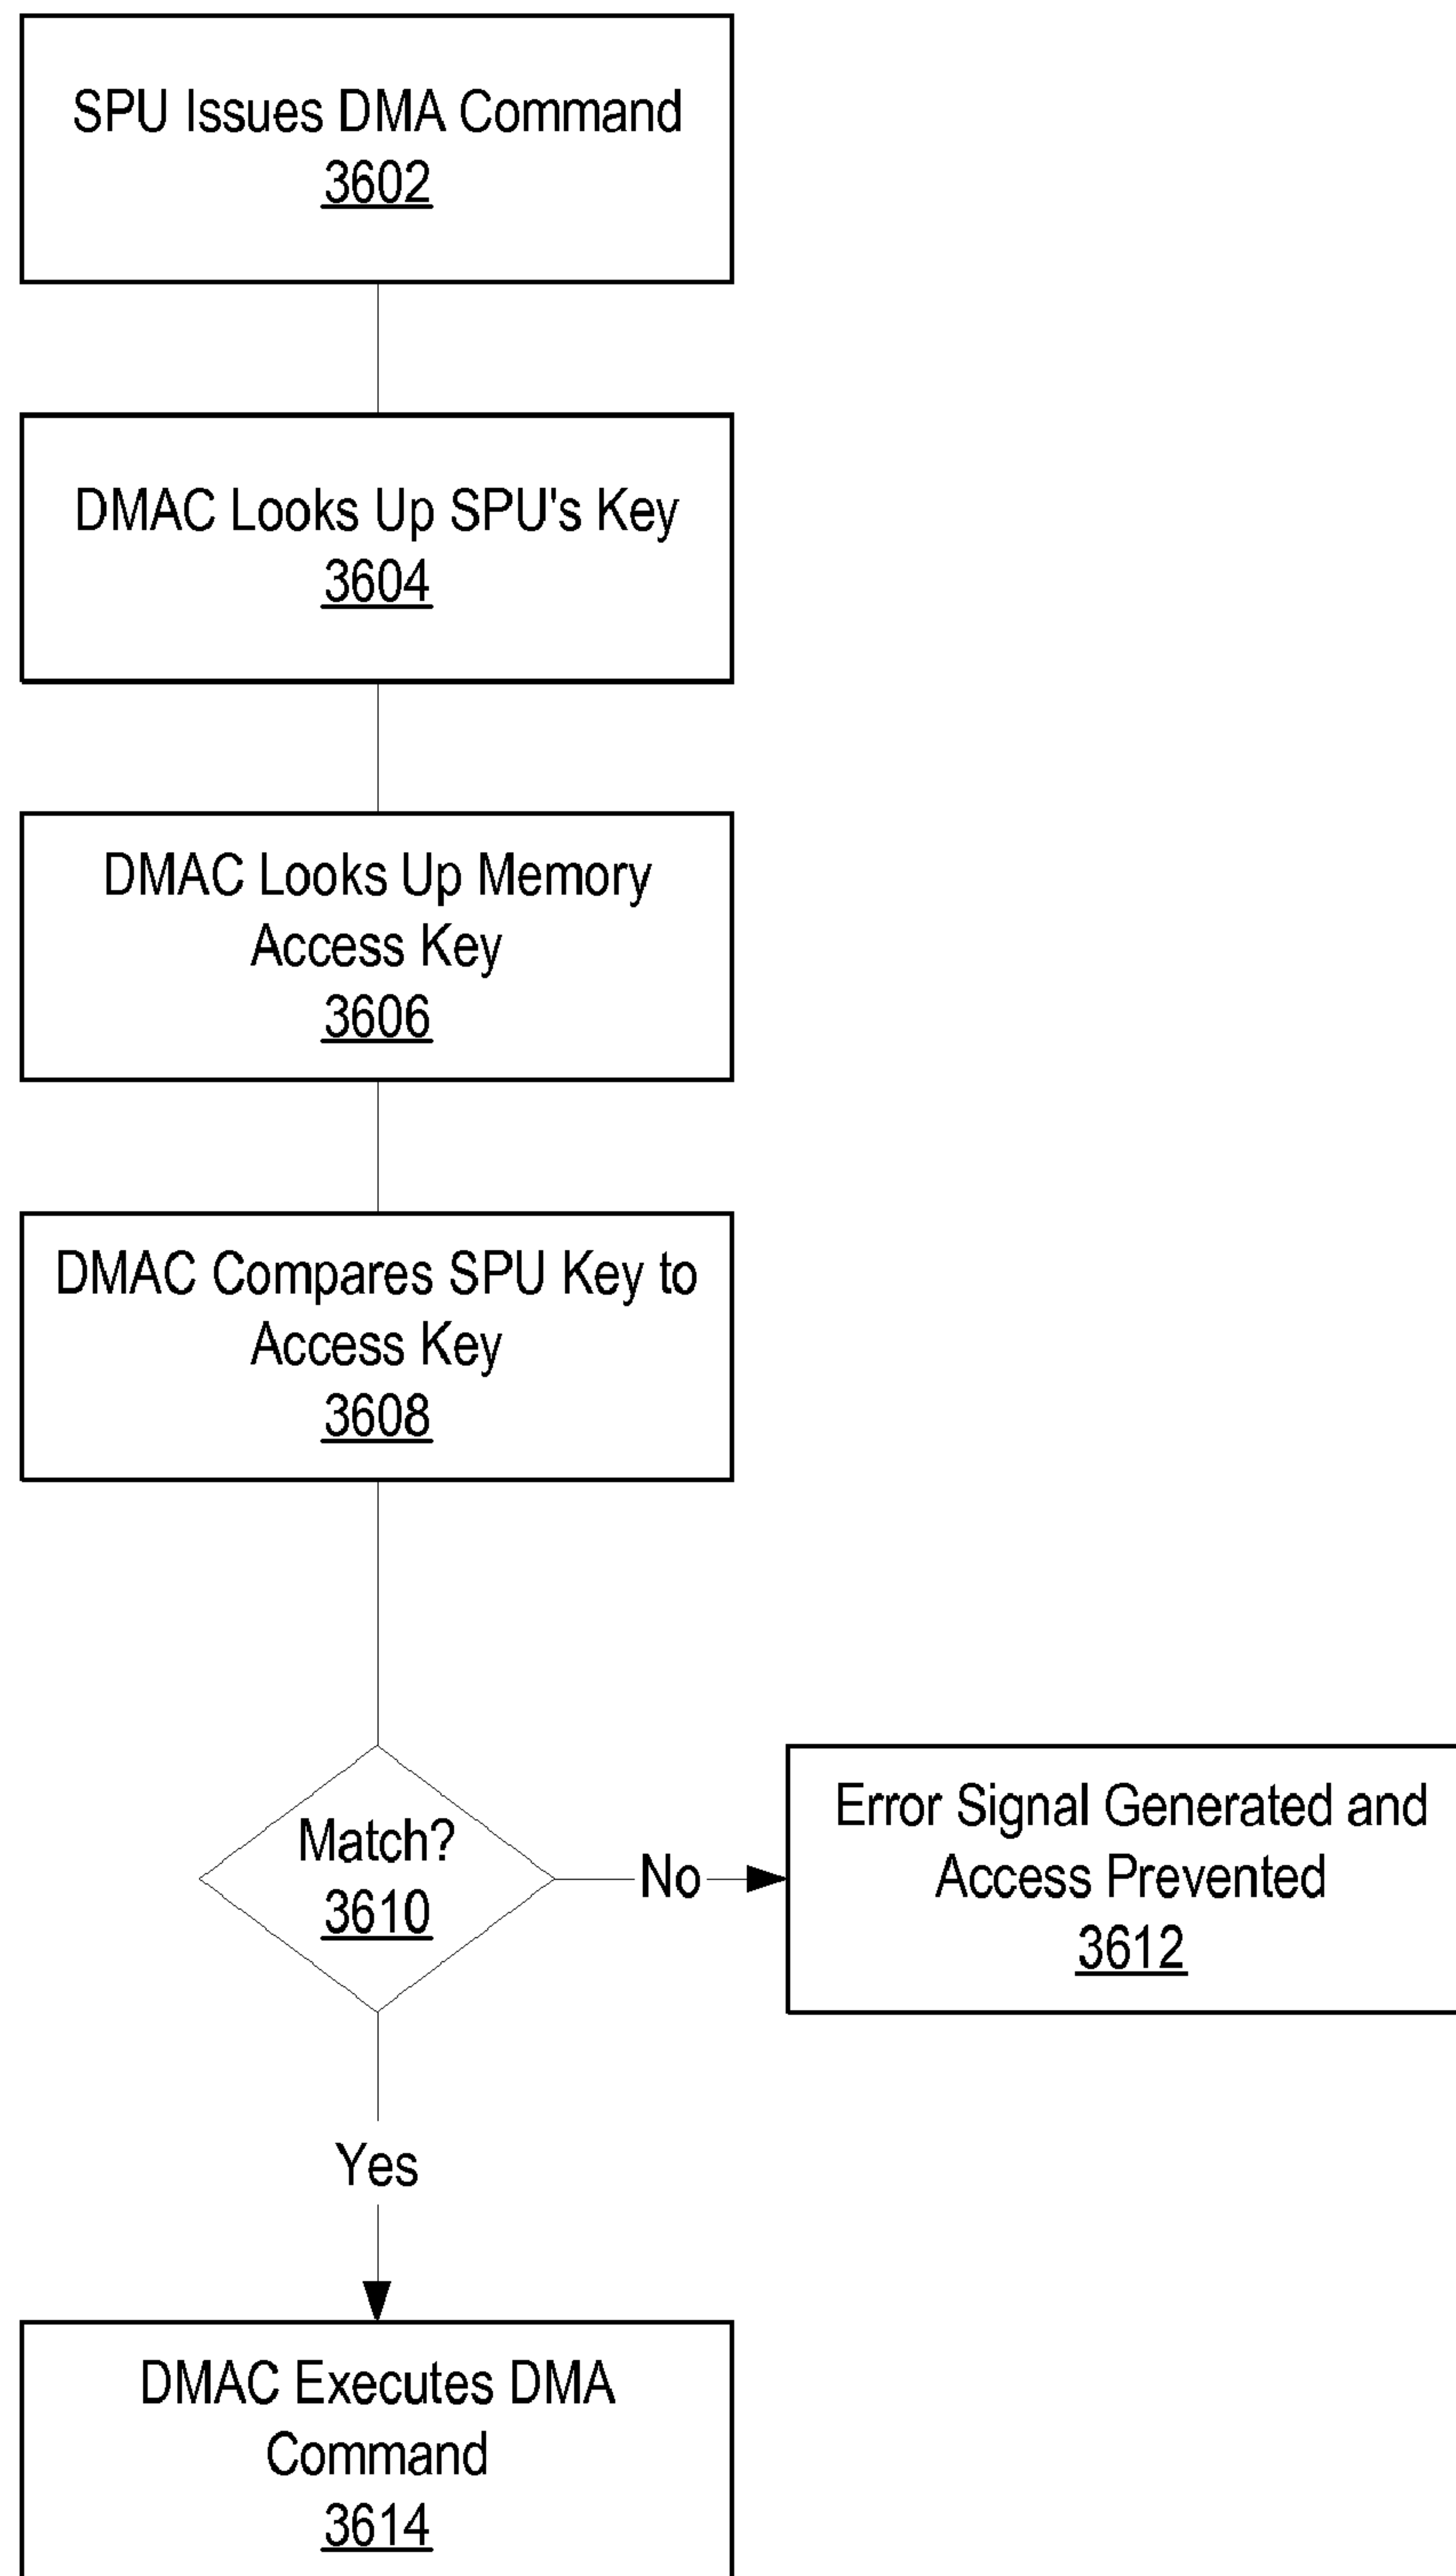 SPU Issues DMA Command
3602
DMAC Looks Up SPU's Key
3604
DMAC Looks Up Memory
Access Key
3606
DMAC Compares SPU Key to
Access Key
3608
Match?
3610
No
Error Signal Generated and
Access Prevented
3612
Yes
DMAC Executes DMA
Command
3614